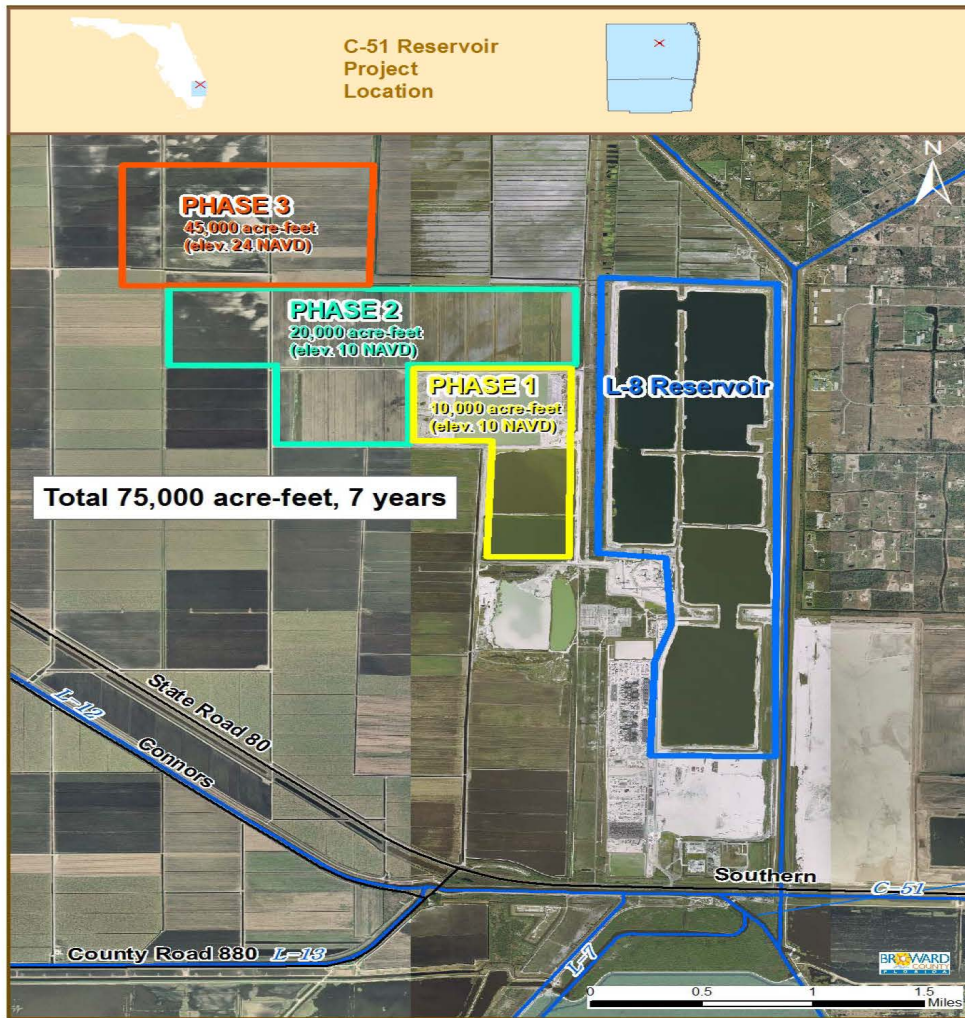 C-51 Reservoir
Project
Location
N
PHASE 3
45,000 acre-feet
(elev. 24 NAVD)
PHASE 2
20,000 acre-feet
(elev. 10 NAVD)
PHASE 1
10,000 acre-feet
(elev. 10 NAVD)
L-8 Reservoir
Total 75,000 acre-feet, 7 years
State Road 80
L-12
Connors
Southern
C-51
County Road 880 L-13
L-7
BROWARD
COUNTY
FLORIDA
0 0.5 1 1.5
Miles